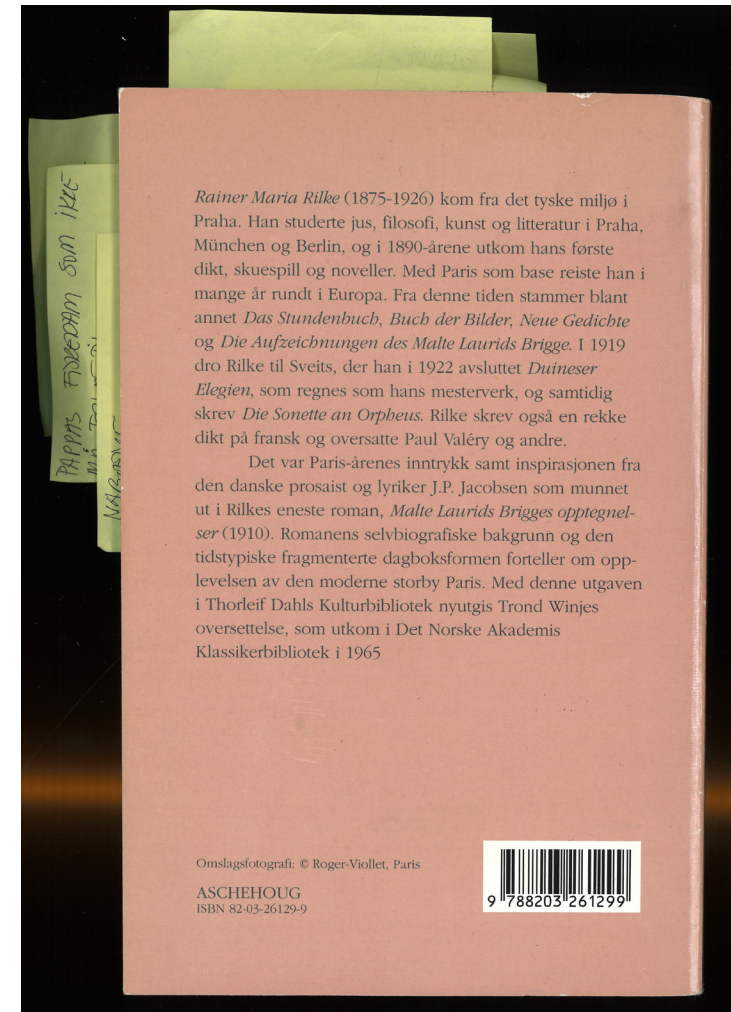 Rainer Maria Rilke (1875-1926) kom fra det tyske miljø i
Praha. Han studerte jus, filosofi, kunst og litteratur i Praha,
München og Berlin, og i 1890-årene utkom hans første
dikt, skuespill og noveller. Med Paris som base reiste han i
mange år rundt i Europa. Fra denne tiden stammer blant
annet Das Stundenbuch, Buch der Bilder, Neue Gedichte
og Die Aufzeichnungen des Malte Laurids Brigge. I 1919
dro Rilke til Sveits, der han i 1922 avsluttet Duineser
Elegien, som regnes som hans mesterverk, og samtidig
skrev Die Sonette an Orpheus. Rilke skrev også en rekke
dikt på fransk og oversatte Paul Valéry og andre.
Det var Paris-årenes inntrykk samt inspirasjonen fra
den danske prosaist og lyriker J.P. Jacobsen som munnet
ut i Rilkes eneste roman, Malte Laurids Brigges opptegnel-
ser (1910). Romanens selvbiografiske bakgrunn og den
tidstypiske fragmenterte dagboksformen forteller om opp-
levelsen av den moderne storby Paris. Med denne utgaven
i Thorleif Dahls Kulturbibliotek nyutgis Trond Winjes
oversettelse, som utkom i Det Norske Akademis
Klassikerbibliotek i 1965
Omslagsfotografi: © Roger-Viollet, Paris
ASCHEHOUG
ISBN 82-03-26129-9
9 788203 261299
PAPPAS SOM IKKE